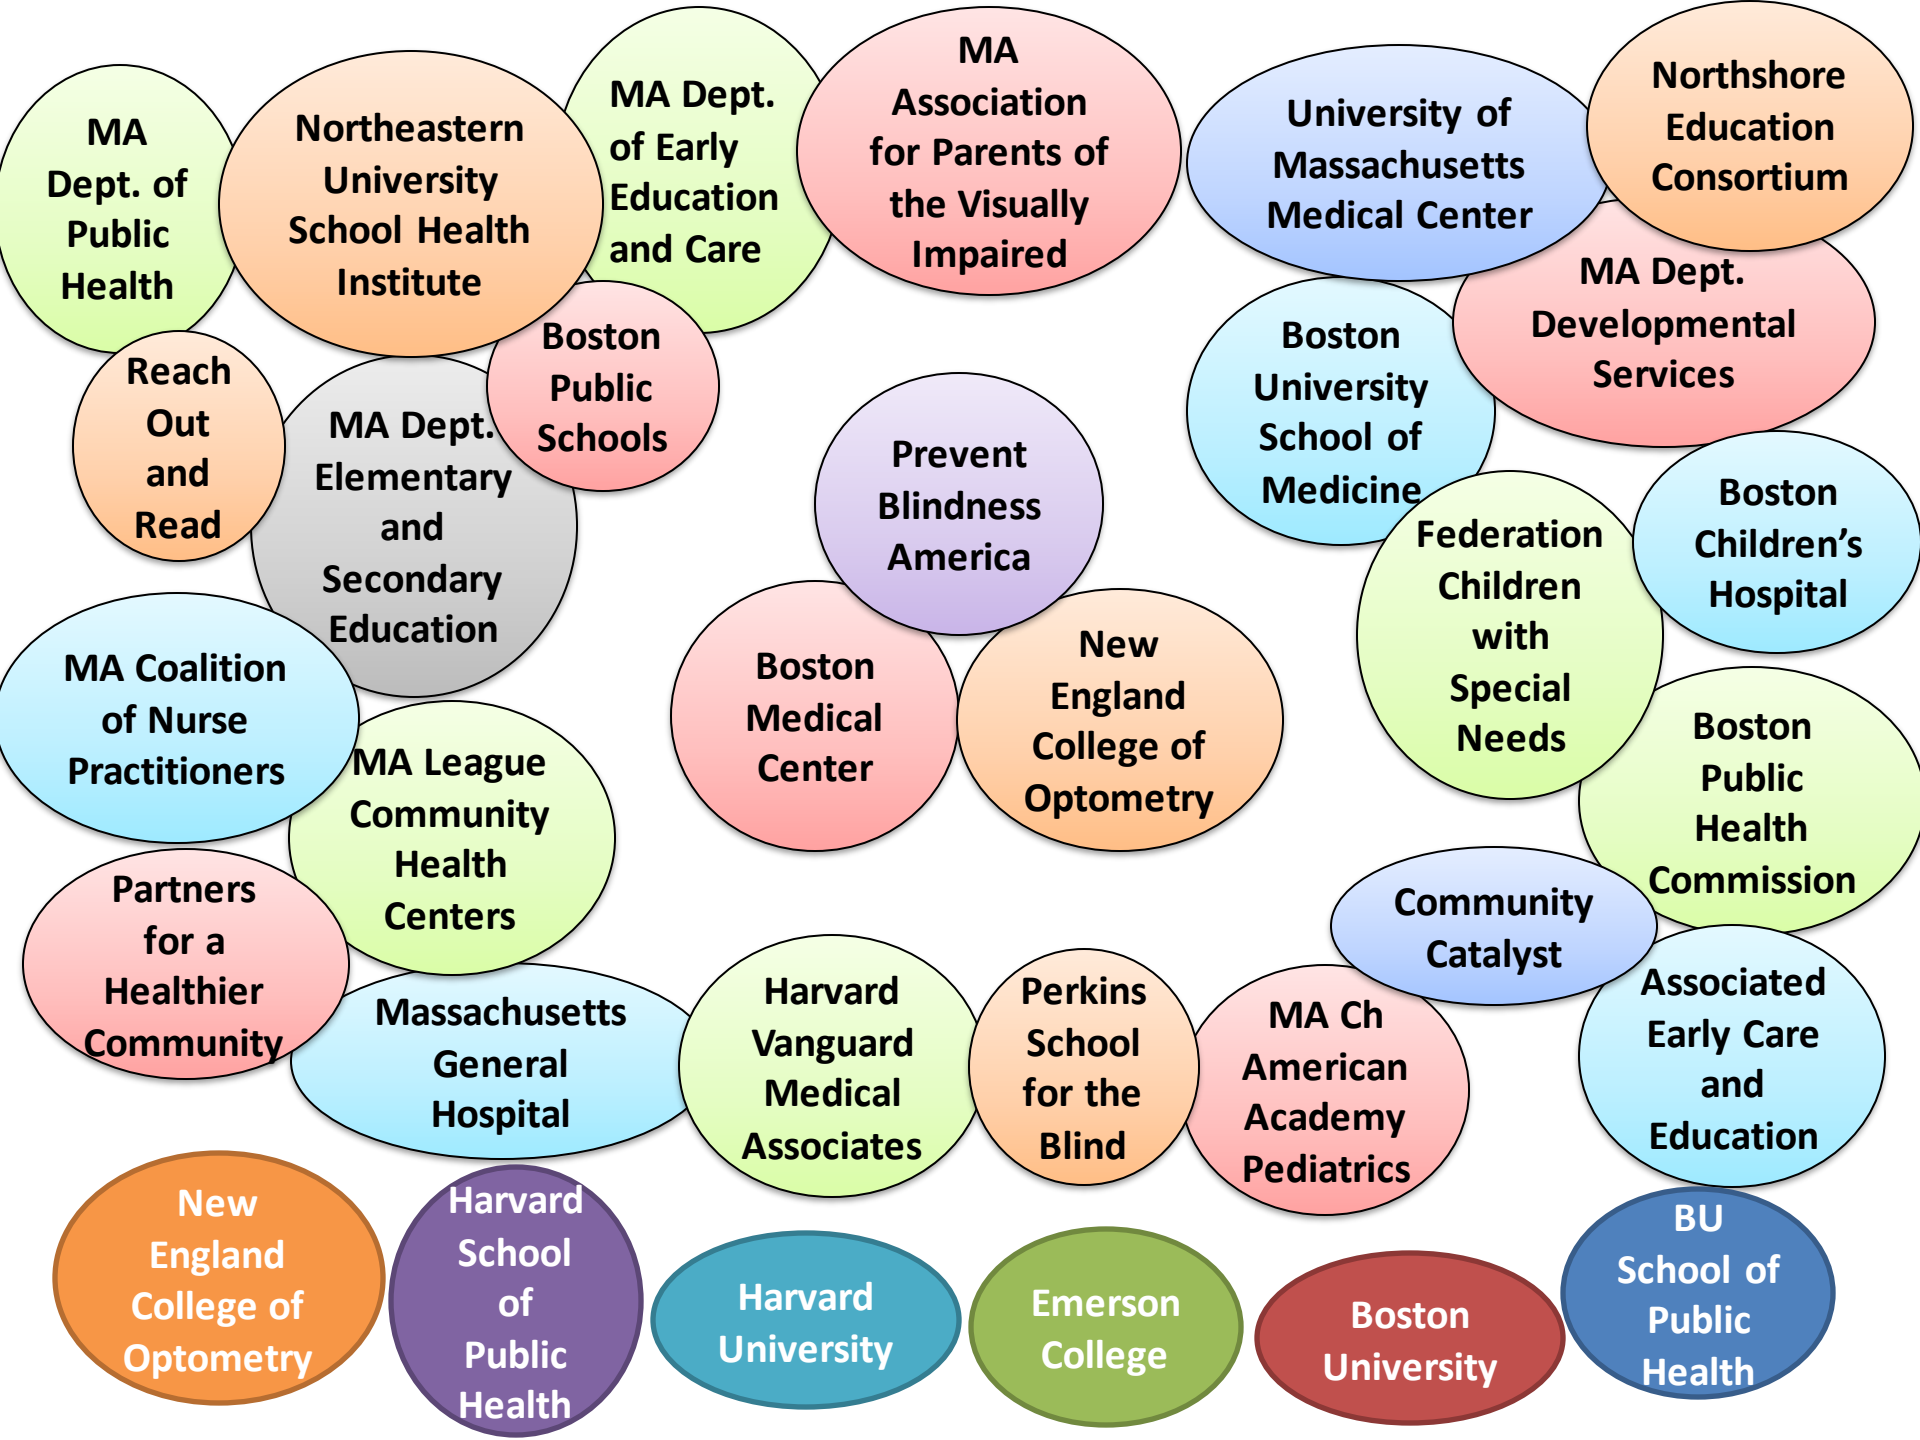 MA
Dept. of
Public
Health
Northeastern
University
School Health
Institute
MA Dept.
of Early
Education
and Care
MA
Association
for Parents of
the Visually
Impaired
University of
Massachusetts
Medical Center
Northshore
Education
Consortium
MA Dept.
Developmental
Services
Boston
University
School of
Medicine
Boston
Public
Schools
Reach
Out
and
Read
MA Dept.
Elementary
and
Secondary
Education
Prevent
Blindness
America
Federation
Children
with
Special
Needs
Boston
Children’s
Hospital
MA Coalition
of Nurse
Practitioners
Boston
Medical
Center
New
England
College of
Optometry
Boston
Public
Health
Commission
MA League
Community
Health
Centers
Partners
for a
Healthier
Community
Community
Catalyst
Massachusetts
General
Hospital
Harvard
Vanguard
Medical
Associates
Perkins
School
for the
Blind
MA Ch
American
Academy
Pediatrics
Associated
Early Care
and
Education
New
England
College of
Optometry
Harvard
School
of
Public
Health
Harvard
University
Emerson
College
Boston
University
BU
School of
Public
Health